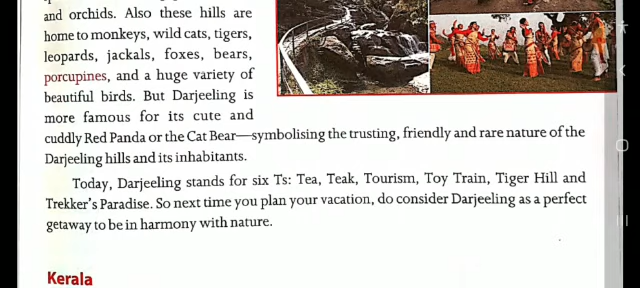 and orchids. Also these hills are
home to monkeys, wild cats, tigers,
leopards, jackals, foxes, bears,
porcupines, and a huge variety of
beautiful birds. But Darjeeling is
more famous for its cute and
cuddly Red Panda or the Cat Bear—symbolising the trusting, friendly and rare nature of the
Darjeeling hills and its inhabitants.
Today, Darjeeling stands for six Ts: Tea, Teak, Tourism, Toy Train, Tiger Hill and
Trekker's Paradise. So next time you plan your vacation, do consider Darjeeling as a perfect
getaway to be in harmony with nature.
Kerala